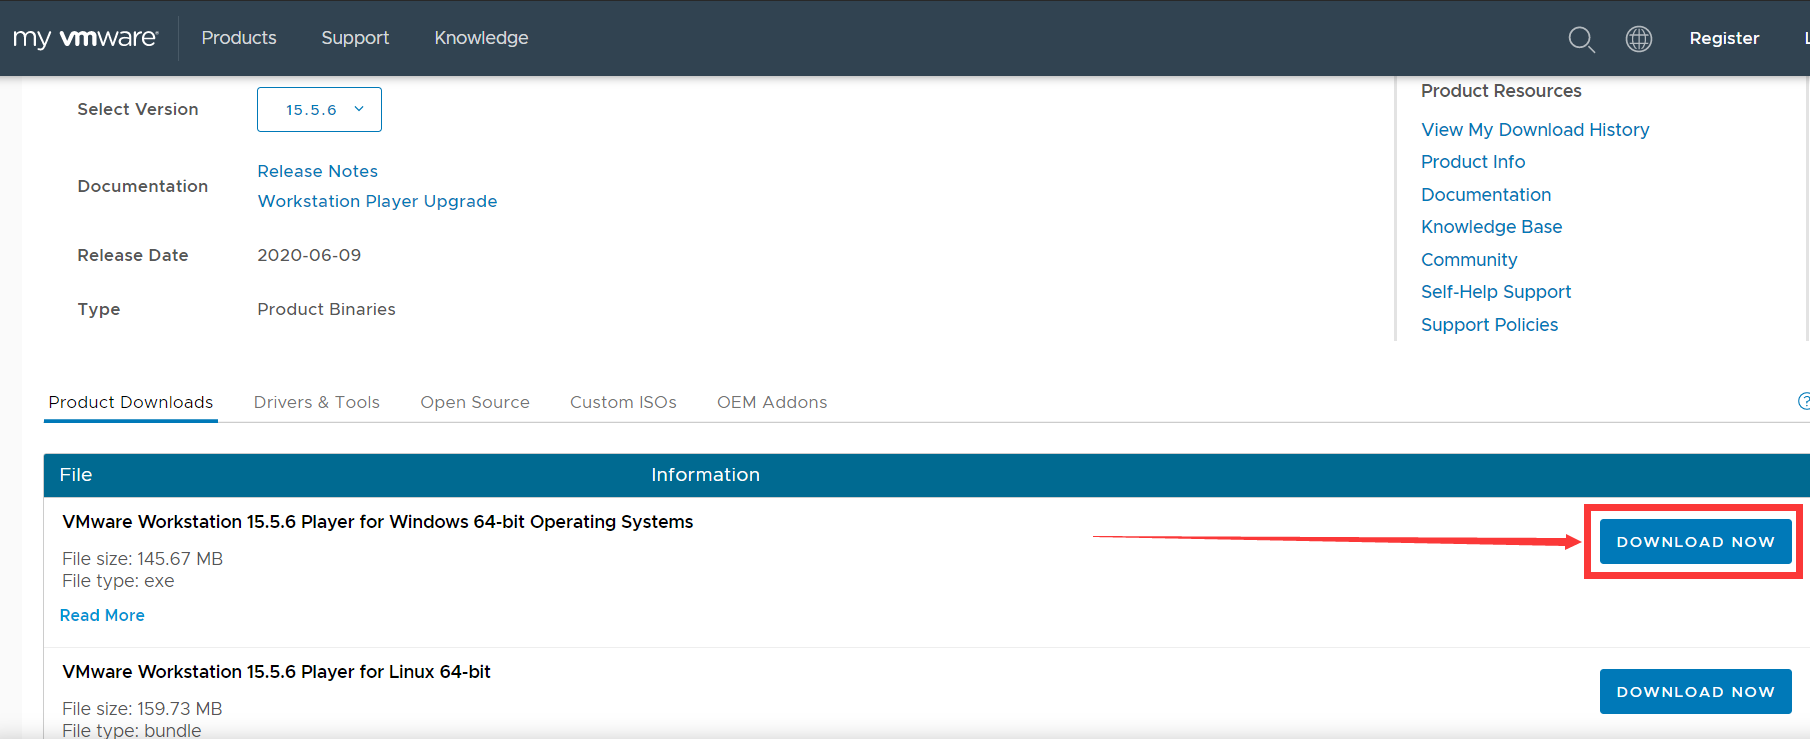 my vmware
Products
Support
Knowledge
Register
Select Version
15.5.6
Documentation
Release Notes
Workstation Player Upgrade
Release Date
2020-06-09
Type
Product Binaries
Product Resources
View My Download History
Product Info
Documentation
Knowledge Base
Community
Self-Help Support
Support Policies
Product Downloads
Drivers & Tools
Open Source
Custom ISOs
OEM Addons
File
Information
VMware Workstation 15.5.6 Player for Windows 64-bit Operating Systems
File size: 145.67 MB
File type: exe
Read More
DOWNLOAD NOW
VMware Workstation 15.5.6 Player for Linux 64-bit
File size: 159.73 MB
File type: bundle
DOWNLOAD NOW